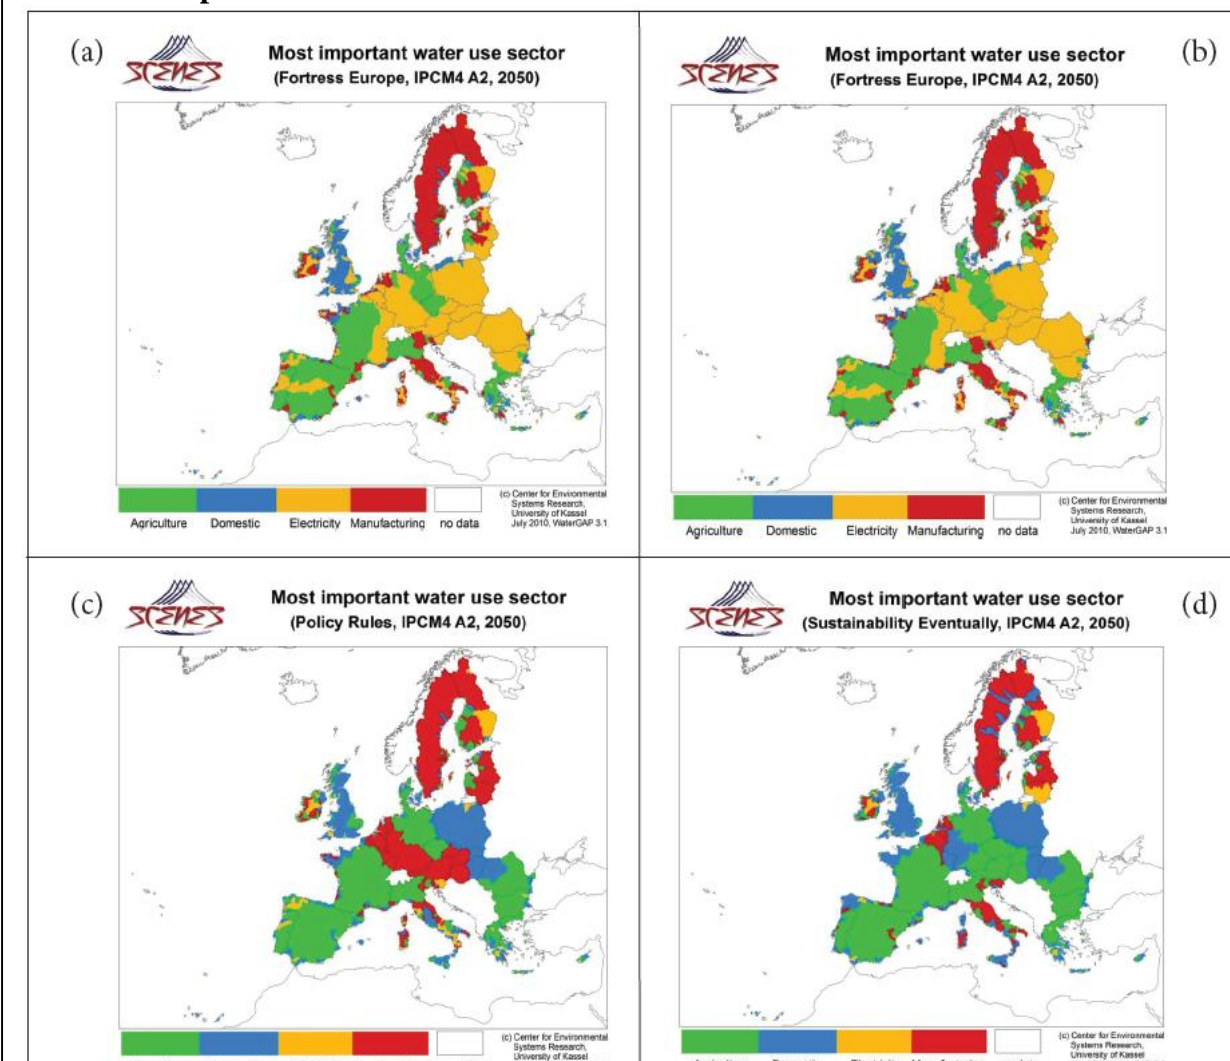 (a)
SCENES
Most important water use sector
(Fortress Europe, IPCM4 A2, 2050)
Agriculture Domestic Electricity Manufacturing no data
(c) Center for Environmental
Systems Research,
University of Kassel
July 2010, WaterGAP 3.1
(b)
SCENES
Most important water use sector
(Fortress Europe, IPCM4 A2, 2050)
Agriculture Domestic Electricity Manufacturing no data
(c) Center for Environmental
Systems Research,
University of Kassel
July 2010, WaterGAP 3.1
(c)
SCENES
Most important water use sector
(Policy Rules, IPCM4 A2, 2050)
(c) Center for Environmental
Systems Research,
University of Kassel
(d)
SCENES
Most important water use sector
(Sustainability Eventually, IPCM4 A2, 2050)
(c) Center for Environmental
Systems Research,
University of Kassel